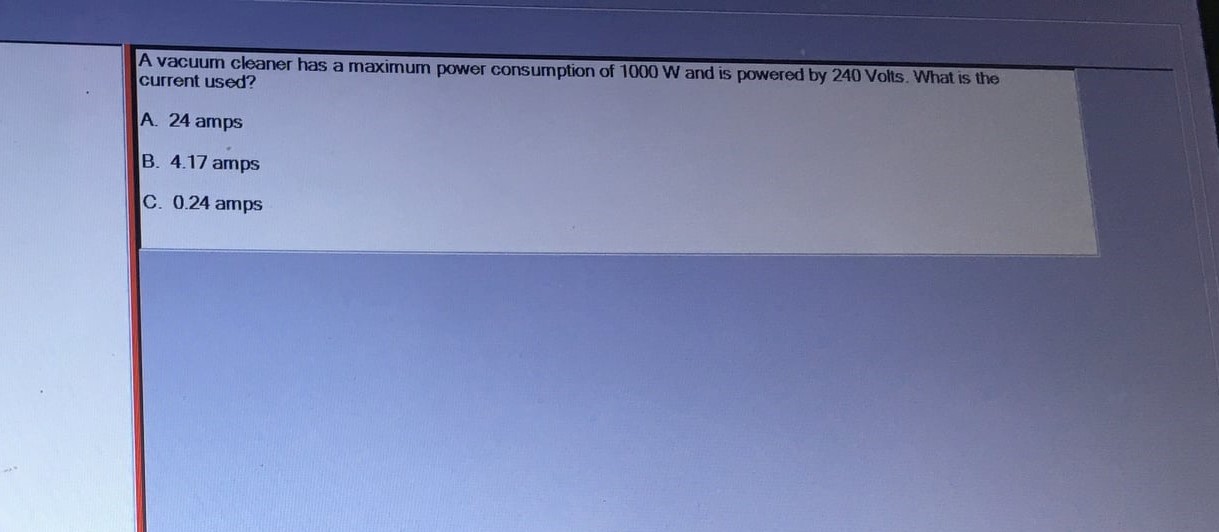 A vacuum cleaner has a maximum power consumption of 1000 W and is powered by 240 Volts. What is the
current used?
A. 24 amps
B. 4.17 amps
C. 0.24 amps